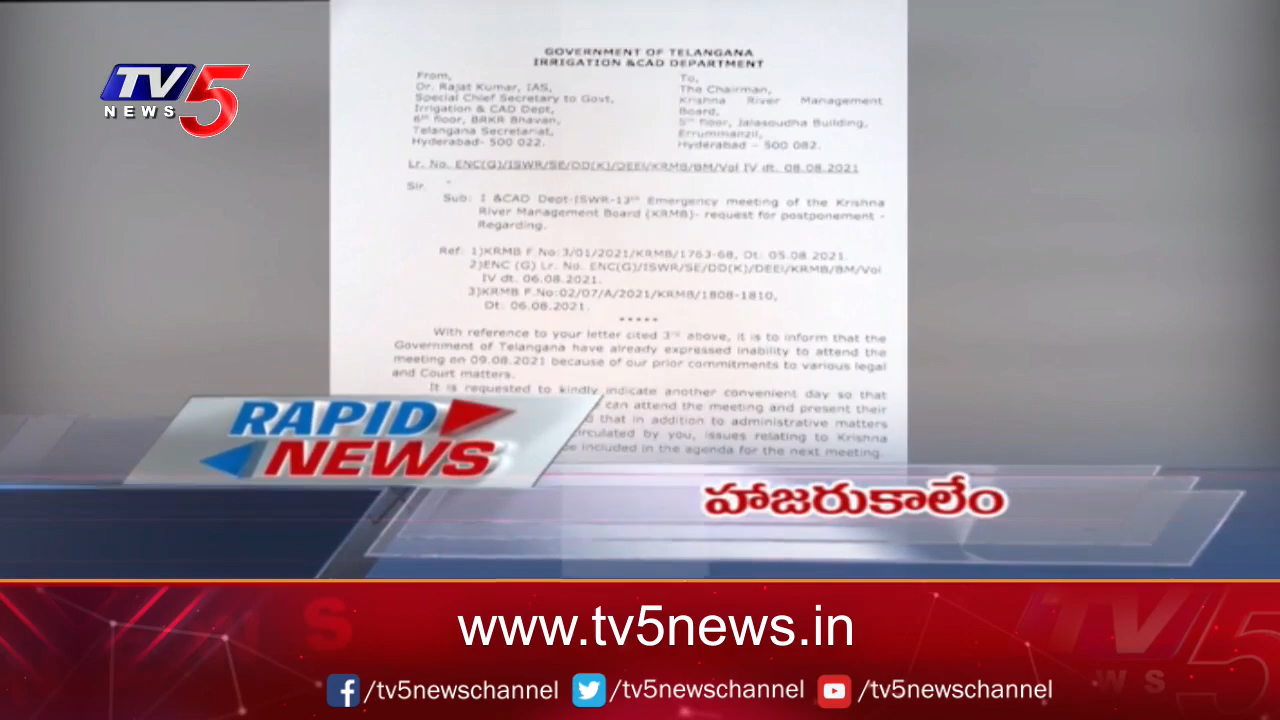 TV5
NEWS
GOVERNMENT OF TELANGANA
IRRIGATION &CAD DEPARTMENT
From,
Dr. Rajat Kumar, IAS,
Special Chief Secretary to Govt,
Irrigation & CAD Dept,
6th floor, BRKR Bhavan,
Telangana Secretariat,
Hyderabad- 500 022.
To,
The Chairman,
Krishna River Management
Board,
5th floor, Jalasoudha Building,
Errummanzil,
Hyderabad – 500 082.
Lr. No. ENC(G)/ISWR/SE/DD(K)/DEEI/KRMB/BM/Vol IV dt. 08.08.2021
Sir,
Sub: I &CAD Dept-ISWR-13th Emergency meeting of the Krishna
River Management Board (KRMB)- request for postponement -
Regarding.
Ref: 1)KRMB F.No:3/01/2021/KRMB/1763-68, Dt: 05.08.2021.
2)ENC (G) Lr. No. ENC(G)/ISWR/SE/DD(K)/DEEI/KRMB/BM/Vol
IV dt. 06.08.2021.
3)KRMB F.No:02/07/A/2021/KRMB/1808-1810,
Dt: 06.08.2021.
*****
With reference to your letter cited 3rd above, it is to inform that the
Government of Telangana have already expressed inability to attend the
meeting on 09.08.2021 because of our prior commitments to various legal
and Court matters.
It is requested to kindly indicate another convenient day so that
can attend the meeting and present their
that in addition to administrative matters
circulated by you, issues relating to Krishna
be included in the agenda for the next meeting.
RAPID
NEWS
హాజరుకాలేం
www.tv5news.in
/tv5newschannel /tv5newschannel /tv5newschannel